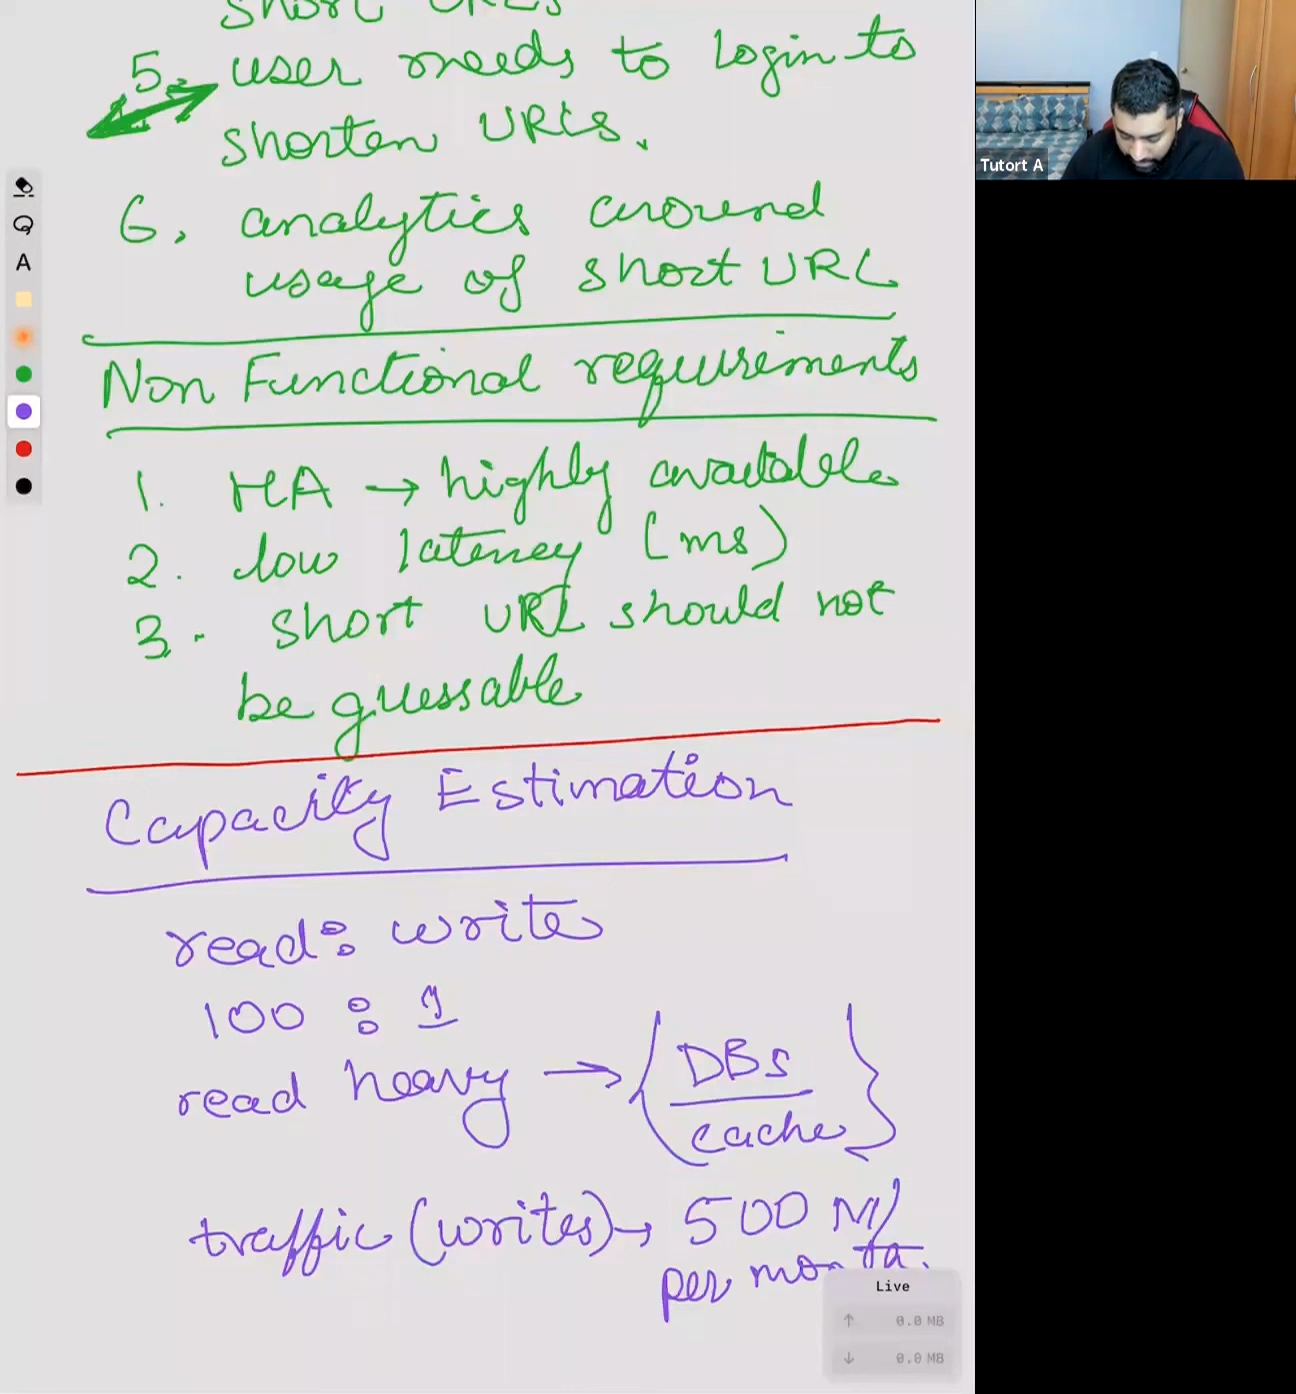 short URLs
5. user needs to login to
shorten URLs.
6. analytics around
usage of short URL
Non Functional requirements
1. HA → highly available
2. low latency (ms)
3. short URL should not
be guessable
Capacity Estimation
read: write
100 : 1
read heavy → { DBs
cache }
traffic (writes) → 500 M/
per month.
A
Tutort A
Live
↑ 0.0 MB
↓ 0.0 MB